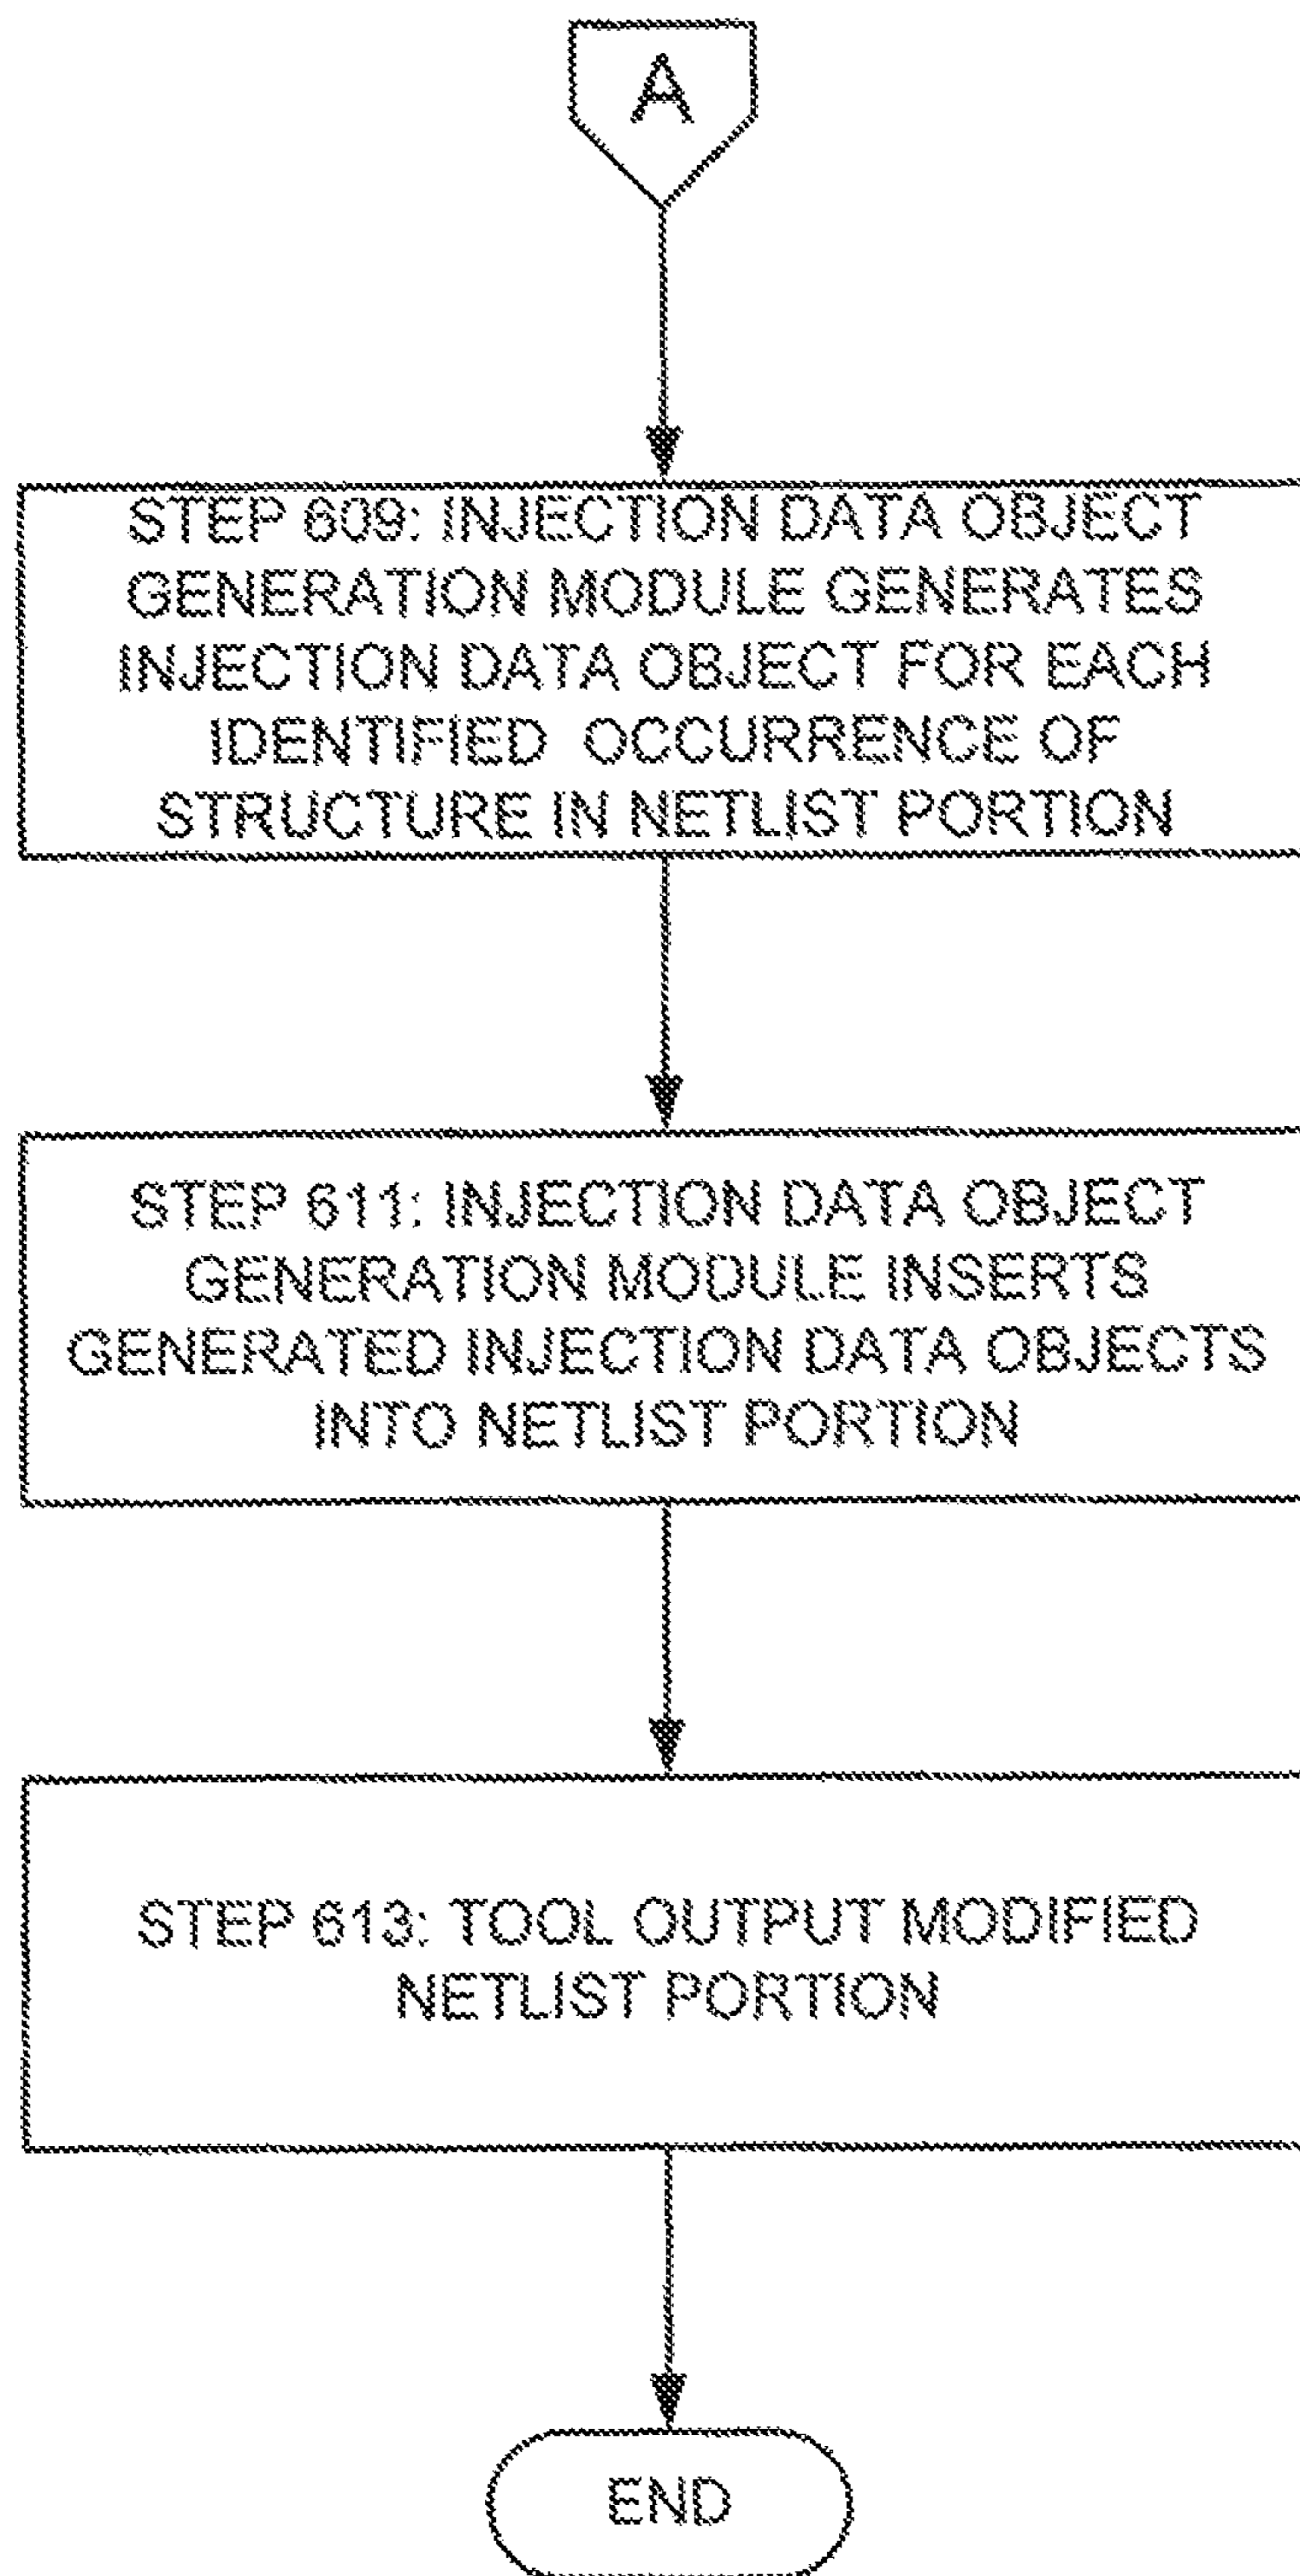 A
STEP 609: INJECTION DATA OBJECT
GENERATION MODULE GENERATES
INJECTION DATA OBJECT FOR EACH
IDENTIFIED OCCURRENCE OF
STRUCTURE IN NETLIST PORTION
STEP 611: INJECTION DATA OBJECT
GENERATION MODULE INSERTS
GENERATED INJECTION DATA OBJECTS
INTO NETLIST PORTION
STEP 613: TOOL OUTPUT MODIFIED
NETLIST PORTION
END